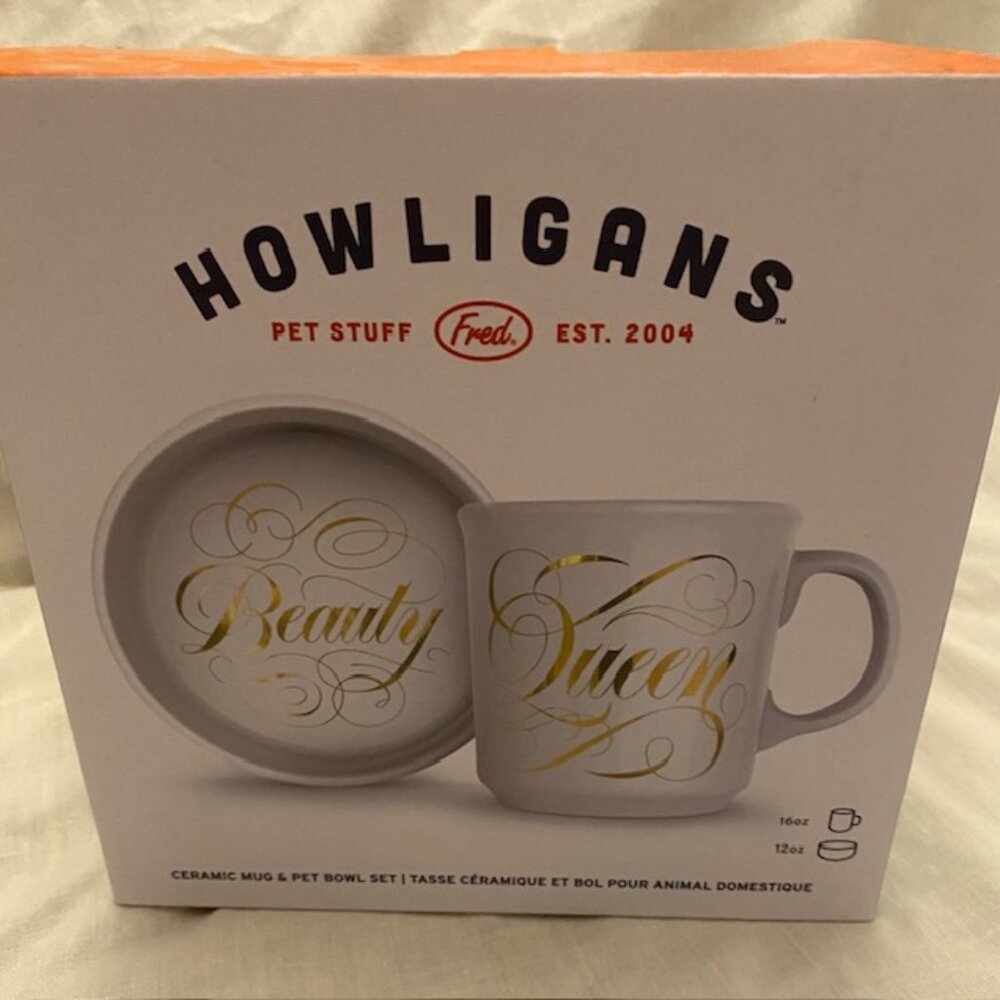 HOWLIGANS™
PET STUFF Fred. EST. 2004
Beauty
Queen
16oz
12oz
CERAMIC MUG & PET BOWL SET | TASSE CÉRAMIQUE ET BOL POUR ANIMAL DOMESTIQUE